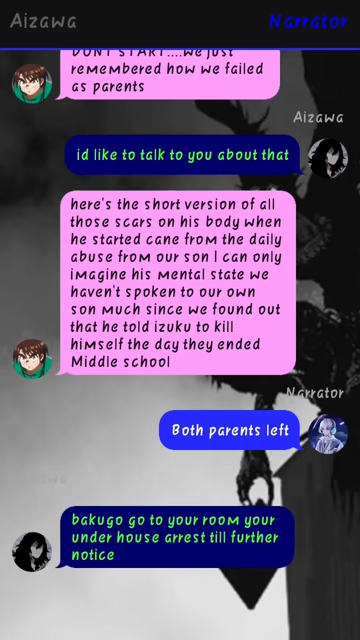 Aizawa
Narrator
DONT START....we just
remembered how we failed
as parents
Aizawa
id like to talk to you about that
here's the short version of all
those scars on his body when
he started cane from the daily
abuse from our son I can only
imagine his mental state we
haven't spoken to our own
son much since we found out
that he told izuku to kill
himself the day they ended
Middle school
Narrator
Both parents left
Aizawa
bakugo go to your room your
under house arrest till further
notice